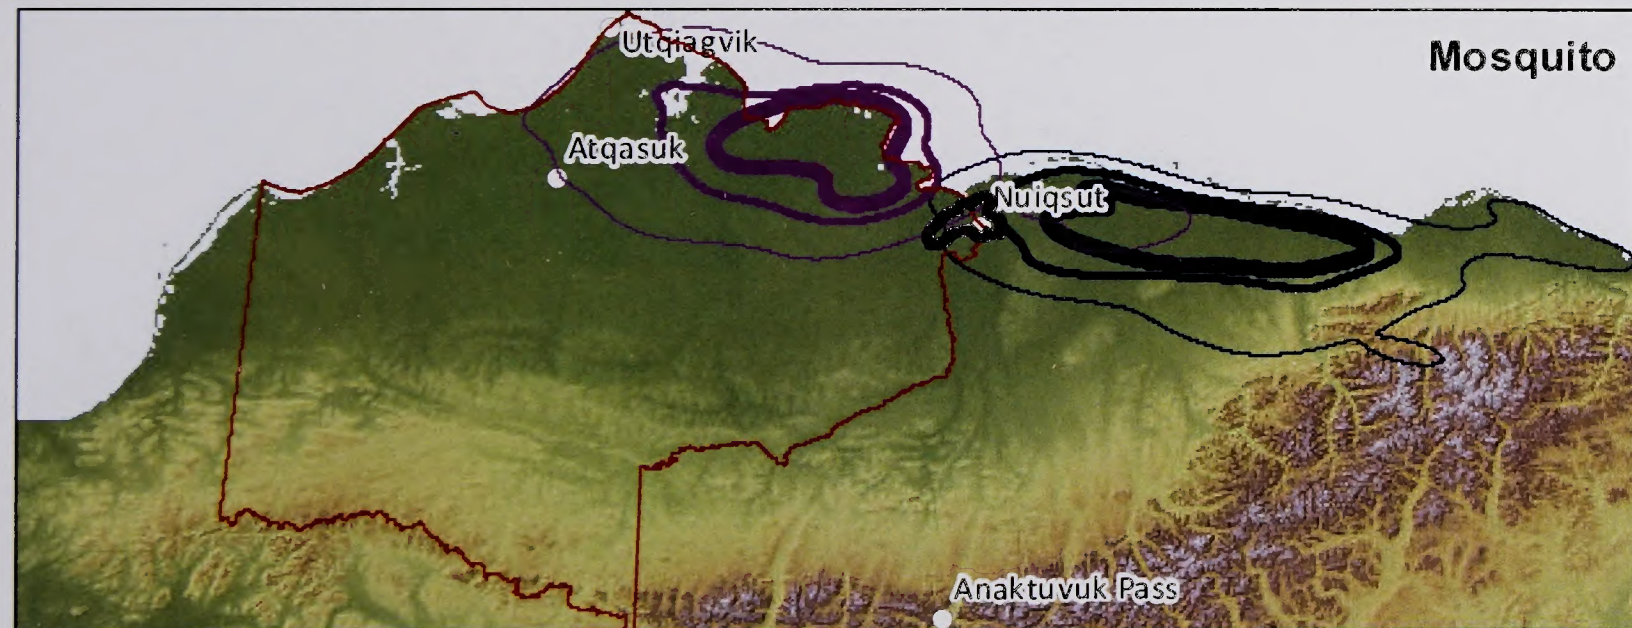 Utqiagvik
Mosquito
Atqasuk
Nuiqsut
Anaktuvuk Pass